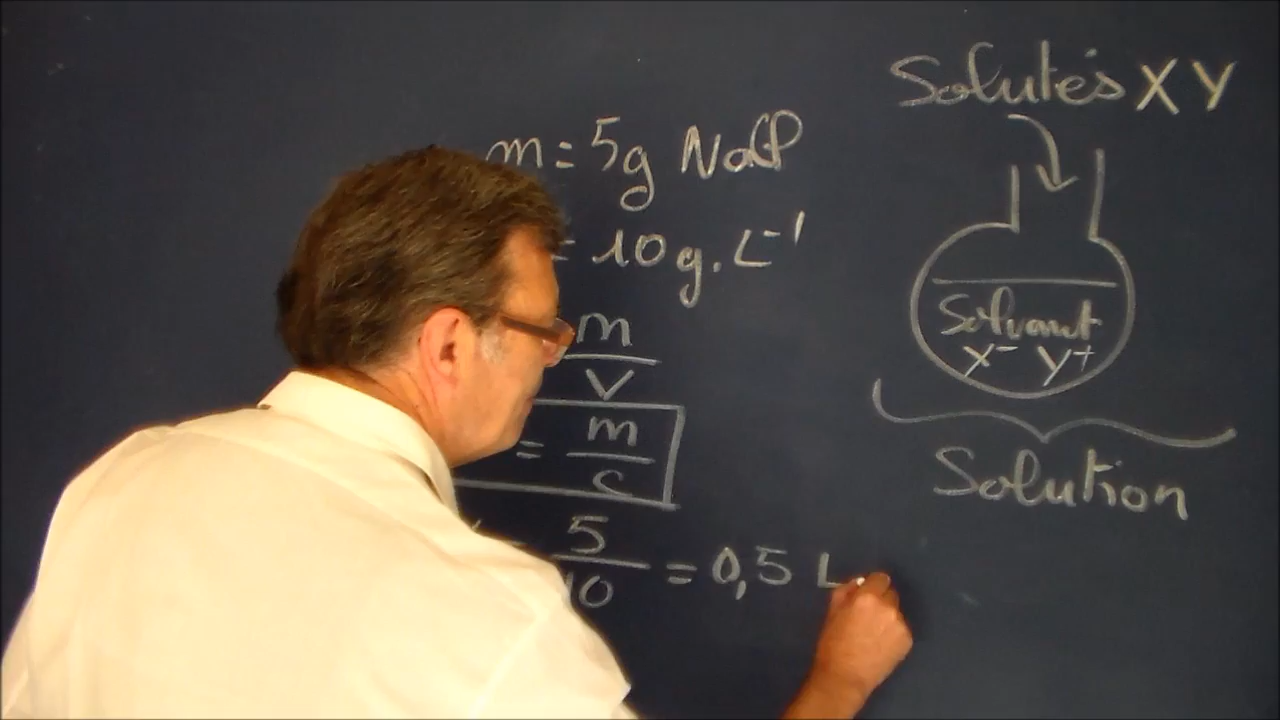 m = 5g NaCl
= 10 g. L⁻¹
m
V
= m
c
5
10
= 0,5 L
Solutés X Y
Solvant
X⁻ Y⁺
Solution